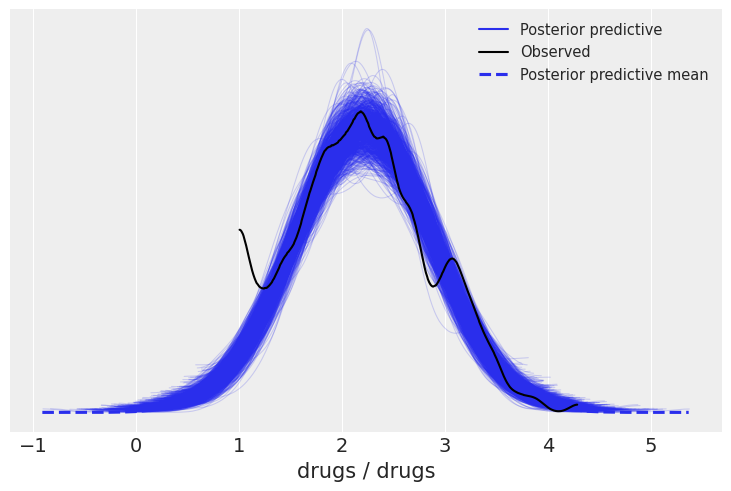 Posterior predictive
Observed
Posterior predictive mean
−1 0 1 2 3 4 5
drugs / drugs